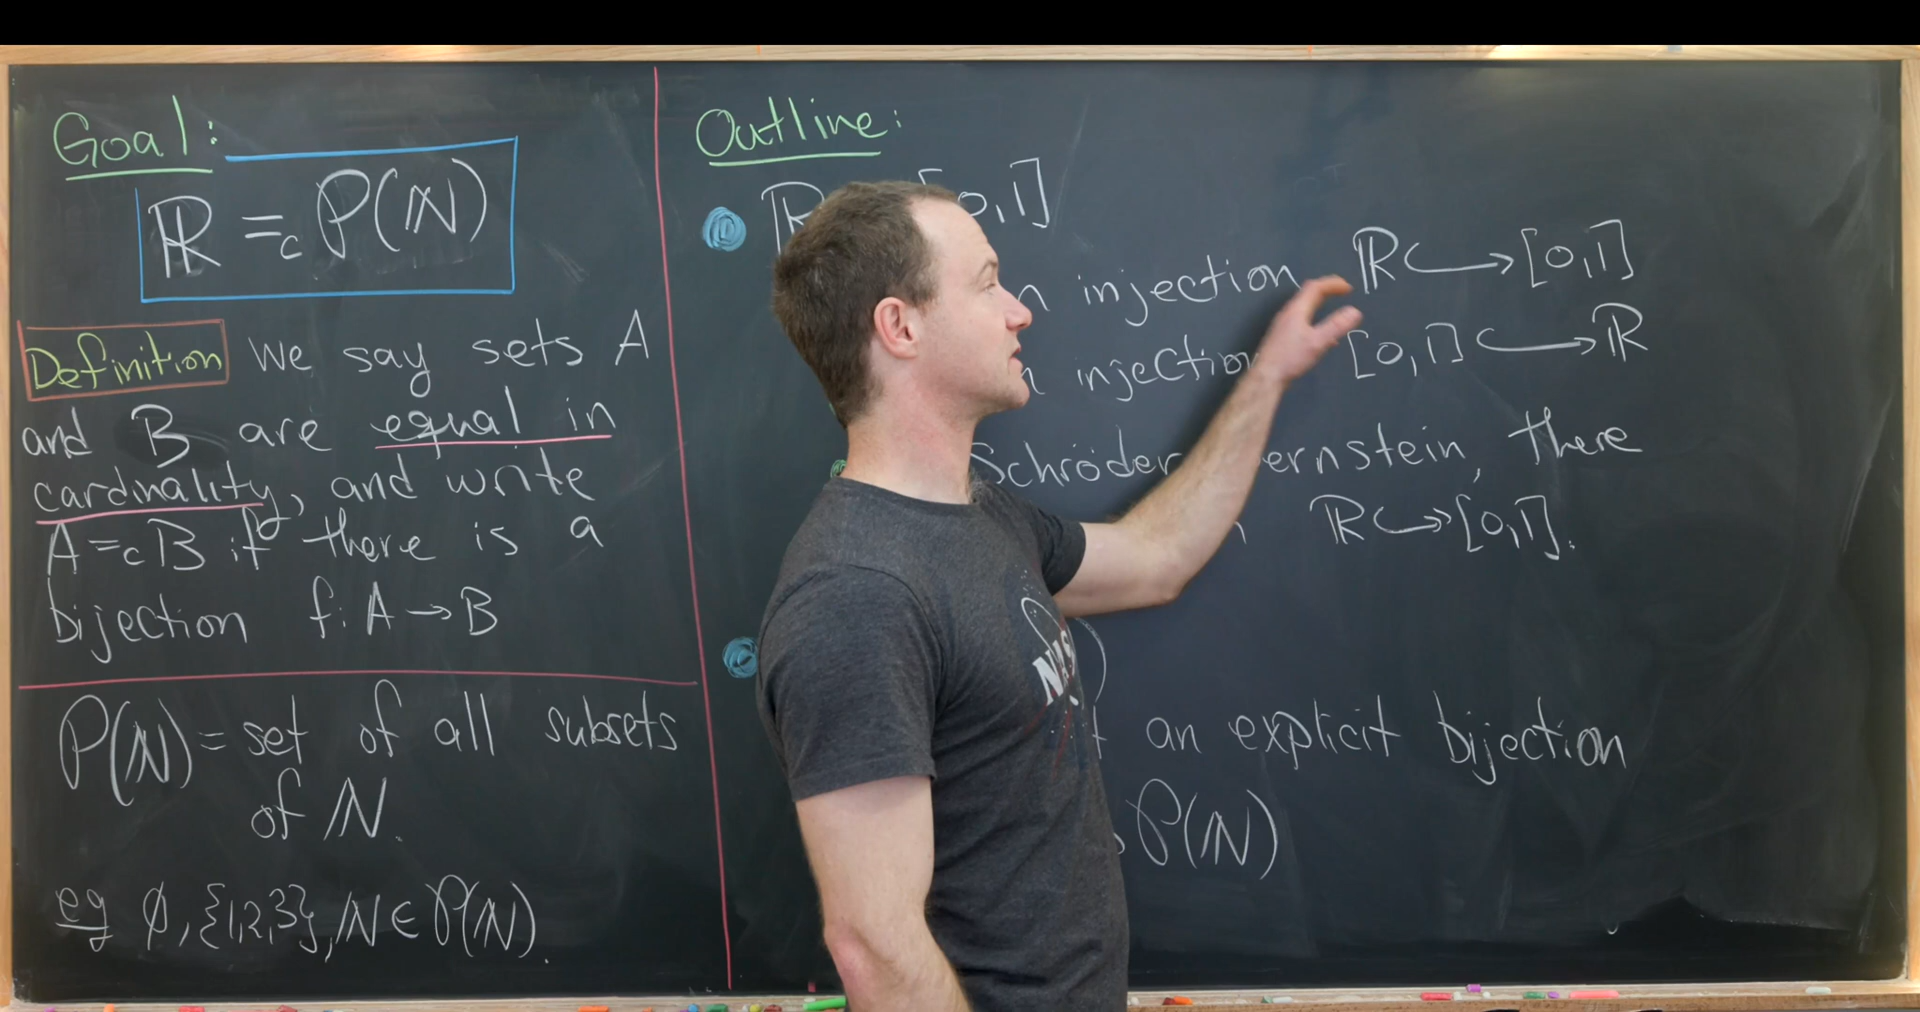 Goal:
ℝ =c 𝒫(ℕ)
Definition We say sets A
and B are equal in
cardinality, and write
A =c B if there is a
bijection f: A → B
𝒫(ℕ) = set of all subsets
of ℕ.
eg ∅, {1,2,3}, ℕ ∈ 𝒫(ℕ).
Outline:
ℝ [0,1]
injection ℝ ↪ [0,1]
injection [0,1] ↪ ℝ
Schröder ernstein, there
ℝ ↪↠ [0,1].
an explicit bijection
𝒫(ℕ)